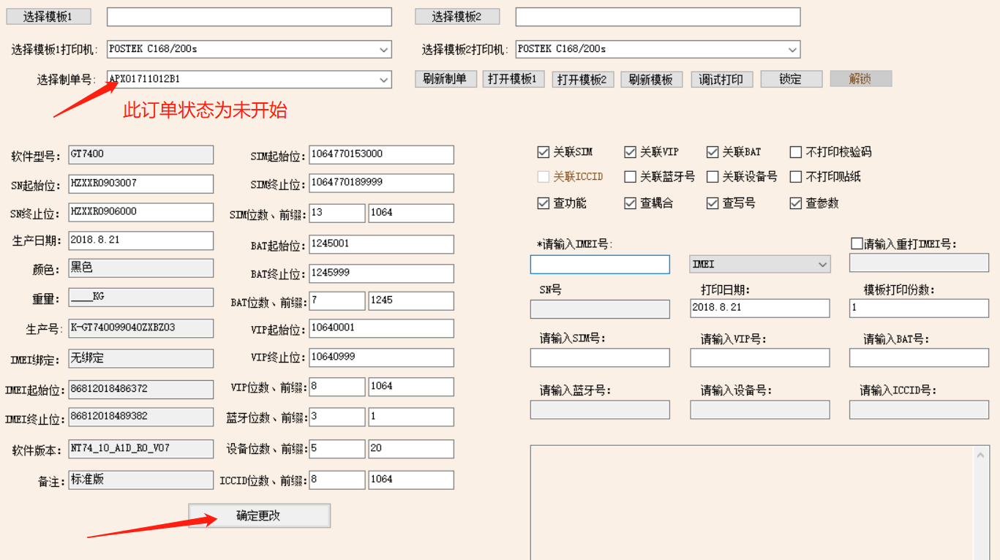 选择模板1
选择模板2
选择模板1打印机: POSTEK C168/200s
选择模板2打印机: POSTEK C168/200s
选择制单号: APX01711012B1
刷新制单 打开模板1 打开模板2 刷新模板 调试打印 锁定 解锁
此订单状态为未开始
软件型号: GT7400
SN起始位: HZXXR0903007
SN终止位: HZXXR0906000
生产日期: 2018.8.21
颜色: 黑色
重量: ____KG
生产号: K-GT740099040ZXBZ03
IMEI绑定: 无绑定
IMEI起始位: 86812018486372
IMEI终止位: 86812018489382
软件版本: NT74_10_A1D_R0_V07
备注: 标准版
SIM起始位: 1064770153000
SIM终止位: 1064770189999
SIM位数、前缀: 13 1064
BAT起始位: 1245001
BAT终止位: 1245999
BAT位数、前缀: 7 1245
VIP起始位: 10640001
VIP终止位: 10640999
VIP位数、前缀: 8 1064
蓝牙位数、前缀: 3 1
设备位数、前缀: 5 20
ICCID位数、前缀: 8 1064
确定更改
关联SIM 关联VIP 关联BAT 不打印校验码
关联ICCID 关联蓝牙号 关联设备号 不打印贴纸
查功能 查耦合 查写号 查参数
*请输入IMEI号: IMEI 请输入重打IMEI号:
SN号 打印日期: 模板打印份数:
2018.8.21 1
请输入SIM号: 请输入VIP号: 请输入BAT号:
请输入蓝牙号: 请输入设备号: 请输入ICCID号: